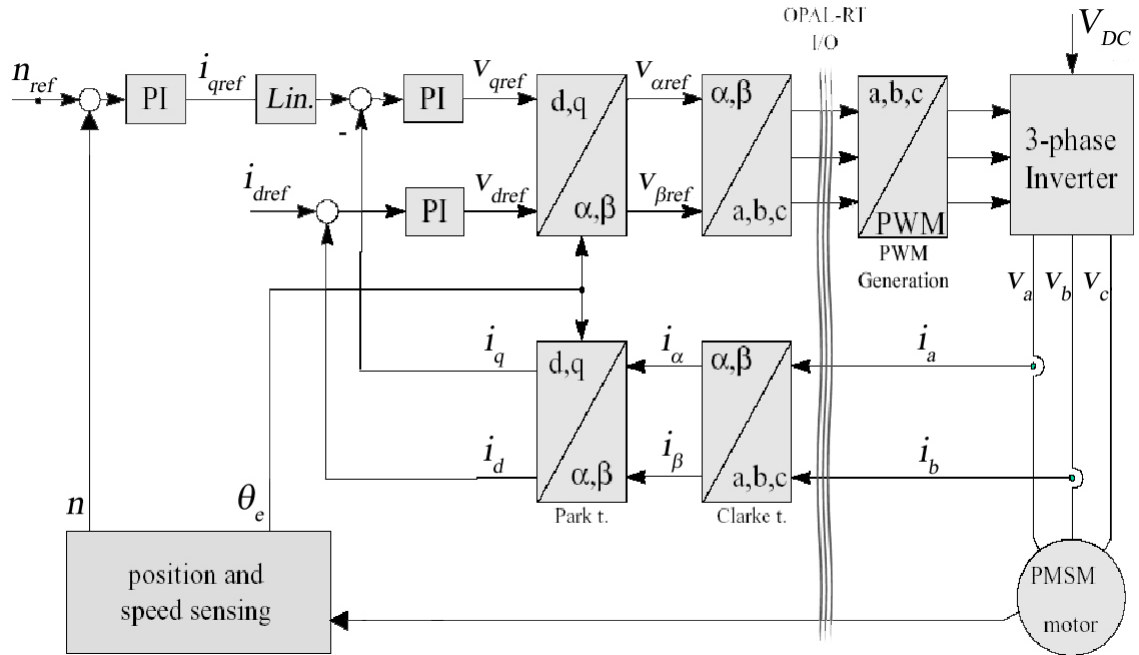 OPAL-RT
I/O
V_DC
n_ref
PI
i_qref
Lin.
-
PI
v_qref
d,q
α,β
v_αref
α,β
a,b,c
a,b,c
PWM
PWM
Generation
3-phase
Inverter
i_dref
PI
v_dref
v_βref
v_a
v_b
v_c
i_q
d,q
α,β
Park t.
i_α
α,β
a,b,c
Clarke t.
i_a
i_d
i_β
i_b
n
θ_e
position and
speed sensing
PMSM
motor